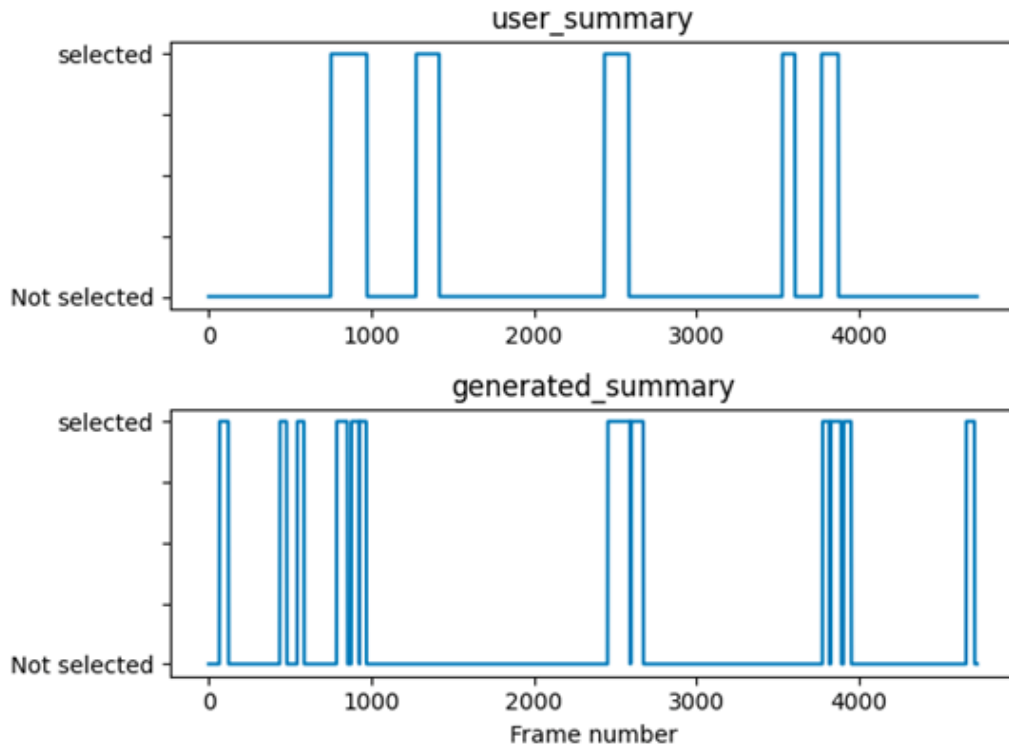 user_summary
selected
Not selected
0 1000 2000 3000 4000
generated_summary
selected
Not selected
0 1000 2000 3000 4000
Frame number